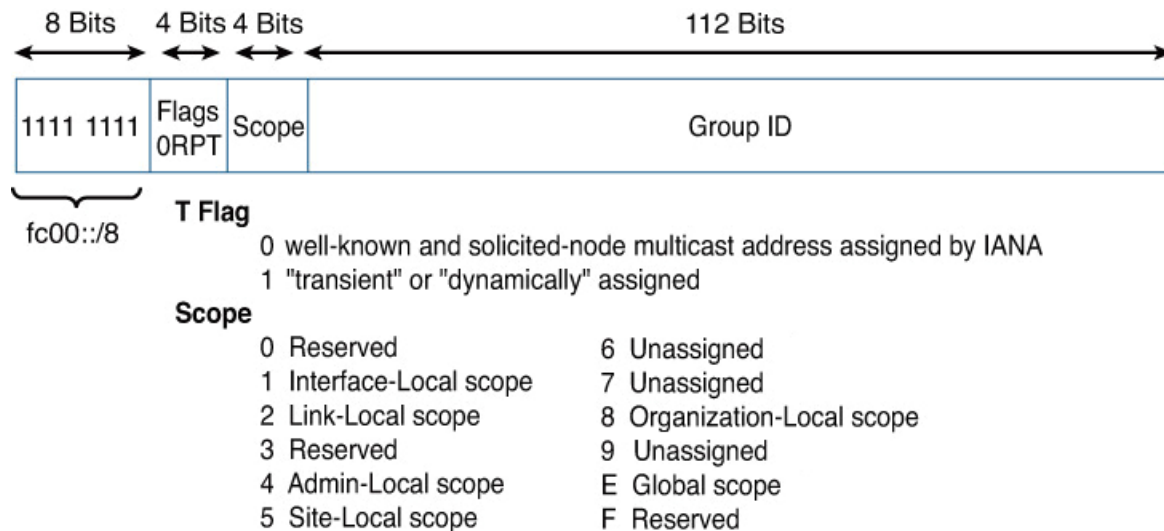 8 Bits 4 Bits 4 Bits 112 Bits
1111 1111 Flags 0RPT Scope Group ID
fc00::/8
T Flag
0 well-known and solicited-node multicast address assigned by IANA
1 "transient" or "dynamically" assigned
Scope
0 Reserved
1 Interface-Local scope
2 Link-Local scope
3 Reserved
4 Admin-Local scope
5 Site-Local scope
6 Unassigned
7 Unassigned
8 Organization-Local scope
9 Unassigned
E Global scope
F Reserved